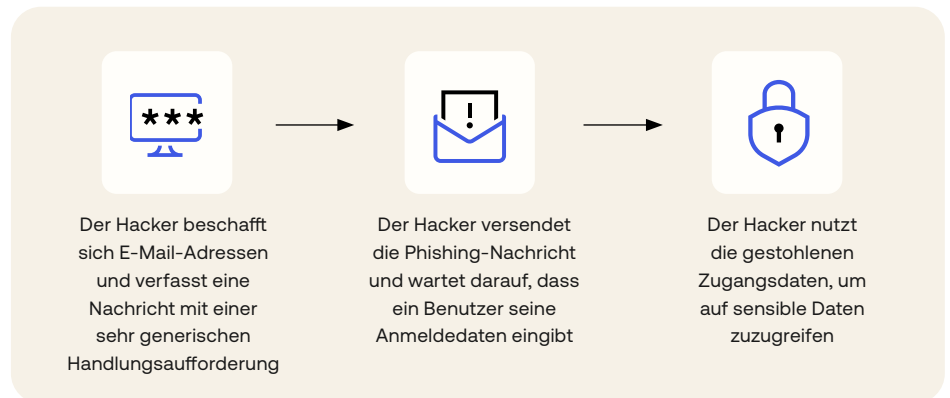 ***
Der Hacker beschafft
sich E-Mail-Adressen
und verfasst eine
Nachricht mit einer
sehr generischen
Handlungsaufforderung
!
Der Hacker versendet
die Phishing-Nachricht
und wartet darauf, dass
ein Benutzer seine
Anmeldedaten eingibt
Der Hacker nutzt
die gestohlenen
Zugangsdaten, um
auf sensible Daten
zuzugreifen